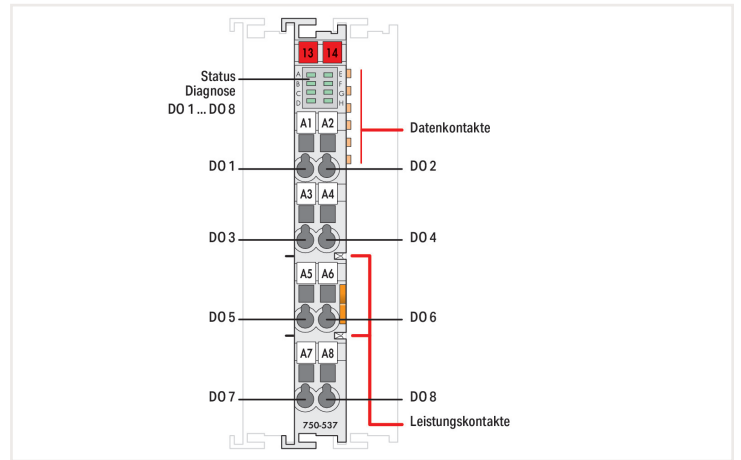 13 14
Status
Diagnose
DO 1 ... DO 8
A E
B F
C G
D H
A1 A2
Datenkontakte
DO 1
DO 2
A3 A4
DO 3
DO 4
A5 A6
DO 5
DO 6
A7 A8
DO 7
DO 8
Leistungskontakte
750-537